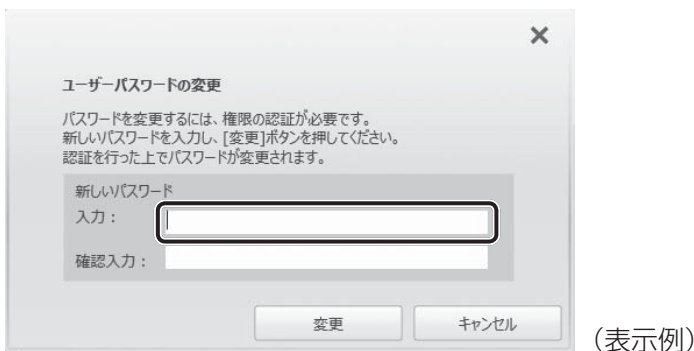 ×
ユーザーパスワードの変更
パスワードを変更するには、権限の認証が必要です。
新しいパスワードを入力し、[変更]ボタンを押してください。
認証を行った上でパスワードが変更されます。
新しいパスワード
入力：
確認入力：
変更 キャンセル
（表示例）